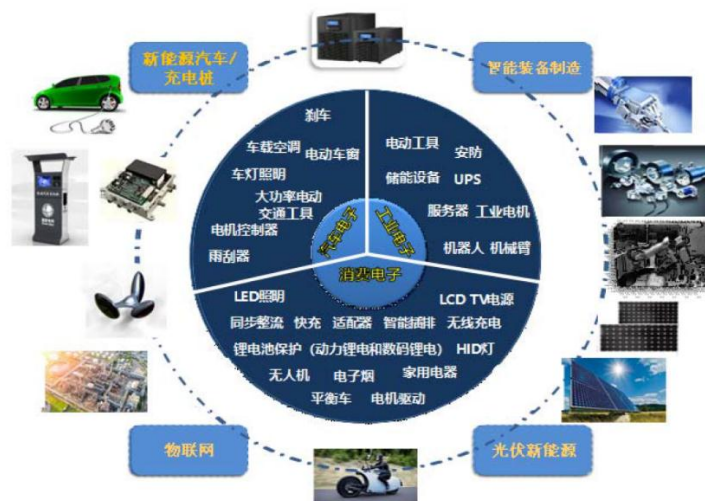 新能源汽车/
充电桩
智能装备制造
刹车
车载空调
电动车窗
车灯照明
大功率电动
交通工具
电机控制器
雨刮器
电动工具
安防
储能设备 UPS
服务器 工业电机
机器人 机械臂
汽车电子
工业电子
消费电子
LED照明
LCD TV电源
同步整流 快充 适配器 智能插排 无线充电
锂电池保护（动力锂电和数码锂电） HID灯
无人机 电子烟 家用电器
平衡车 电机驱动
物联网
光伏新能源